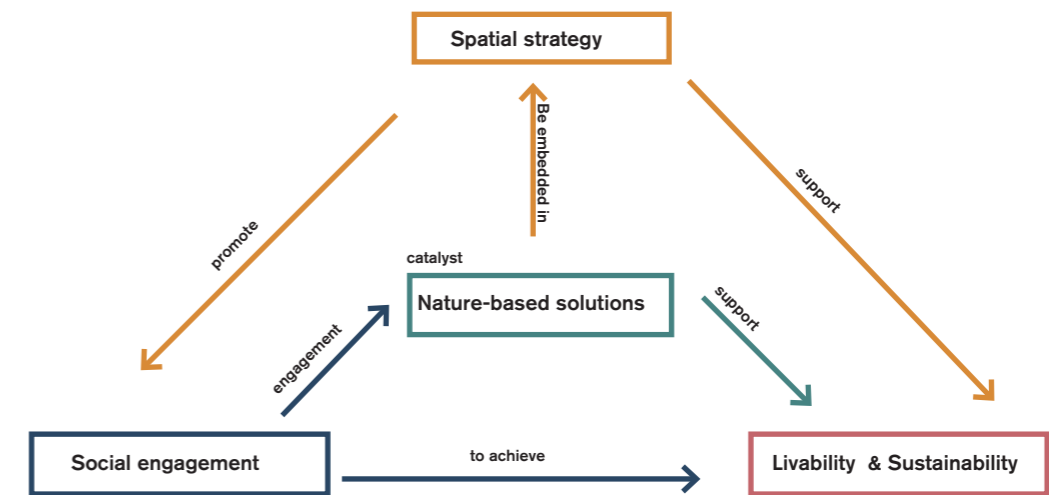 Spatial strategy
Be embedded in
support
promote
catalyst
Nature-based solutions
support
engagement
to achieve
Social engagement
Livability & Sustainability